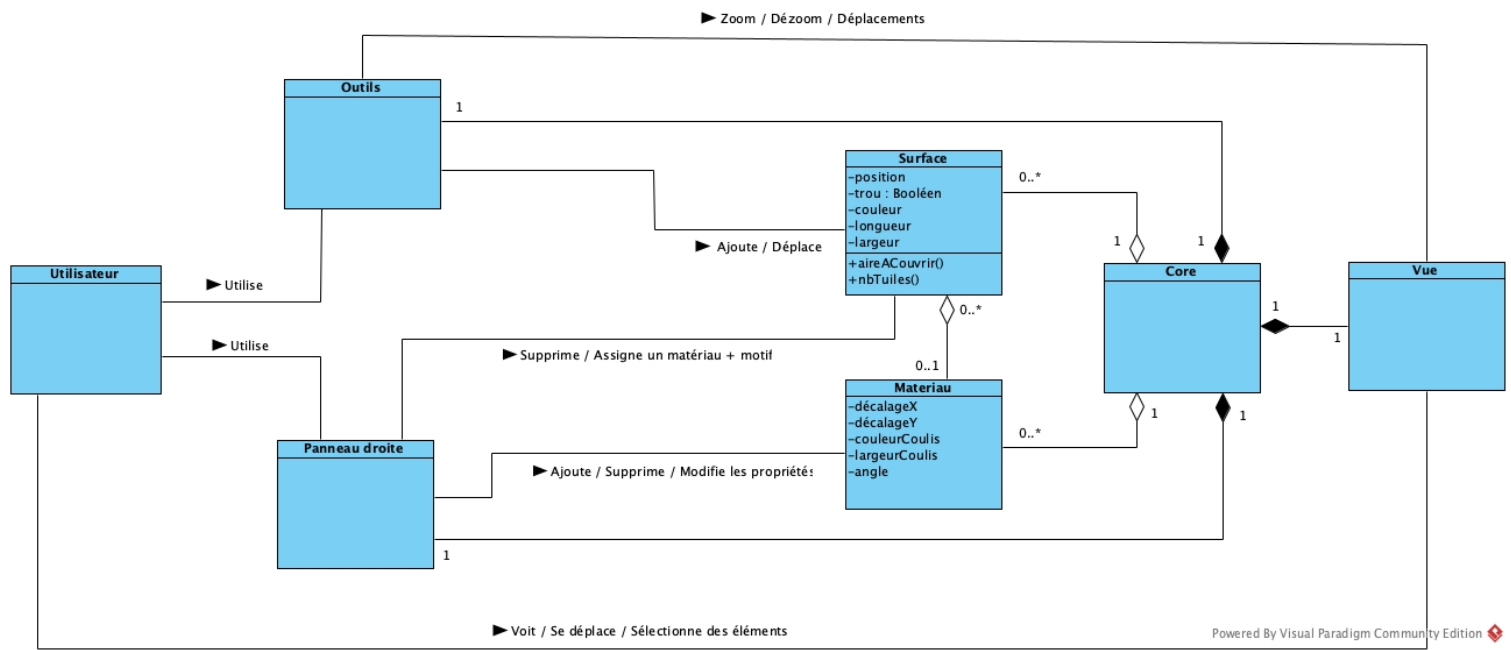 Zoom / Dézoom / Déplacements
Outils
1
Surface
-position
-trou : Booléen
-couleur
-longueur
-largeur
+aireACouvrir()
+nbTuiles()
0..*
1
1
Ajoute / Déplace
Utilisateur
Utilise
Core
Vue
1
1
0..*
Utilise
Supprime / Assigne un matériau + motif
0..1
Materiau
-décalageX
-décalageY
-couleurCoulis
-largeurCoulis
-angle
0..*
1
1
Panneau droite
Ajoute / Supprime / Modifie les propriétés
1
Voit / Se déplace / Sélectionne des éléments
Powered By Visual Paradigm Community Edition